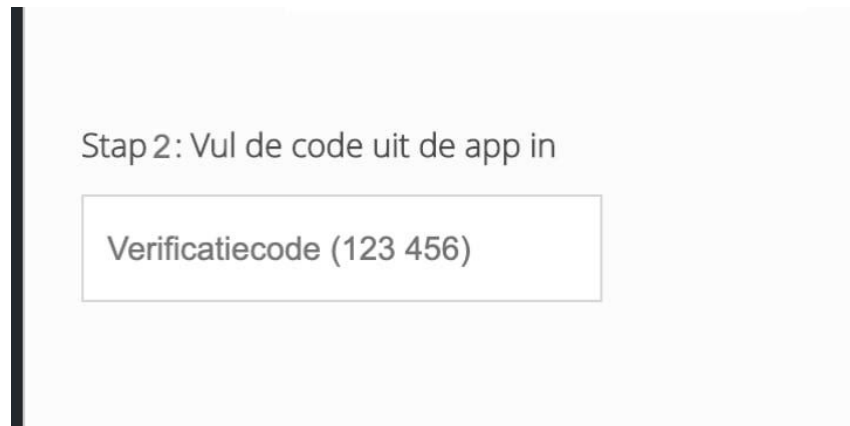 Stap 2: Vul de code uit de app in
Verificatiecode (123 456)